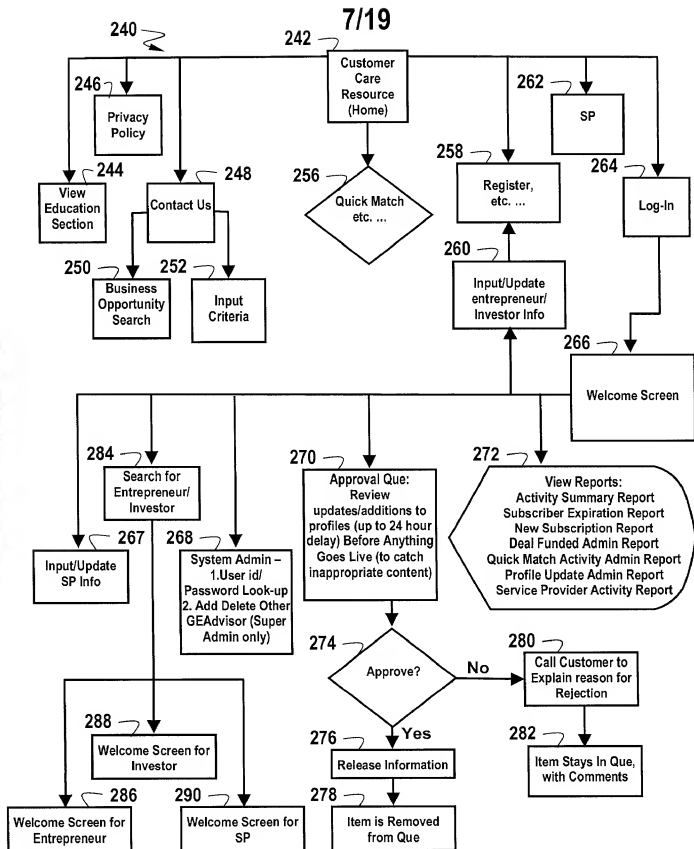 7/19
240
242
Customer
Care
Resource
(Home)
246
Privacy
Policy
262
SP
244
View
Education
Section
248
Contact Us
256
Quick Match
etc. ...
258
Register,
etc. ...
264
Log-In
250
Business
Opportunity
Search
252
Input
Criteria
260
Input/Update
entrepreneur/
Investor Info
266
Welcome Screen
284
Search for
Entrepreneur/
Investor
267
Input/Update
SP Info
268
System Admin –
1.User id/
Password Look-up
2. Add Delete Other
GEAdvisor (Super
Admin only)
270
Approval Que:
Review
updates/additions to
profiles (up to 24 hour
delay) Before Anything
Goes Live (to catch
inappropriate content)
272
View Reports:
Activity Summary Report
Subscriber Expiration Report
New Subscription Report
Deal Funded Admin Report
Quick Match Activity Admin Report
Profile Update Admin Report
Service Provider Activity Report
274
Approve?
No
280
Call Customer to
Explain reason for
Rejection
Yes
276
Release Information
282
Item Stays In Que,
with Comments
278
Item is Removed
from Que
288
Welcome Screen for
Investor
286
Welcome Screen for
Entrepreneur
290
Welcome Screen for
SP